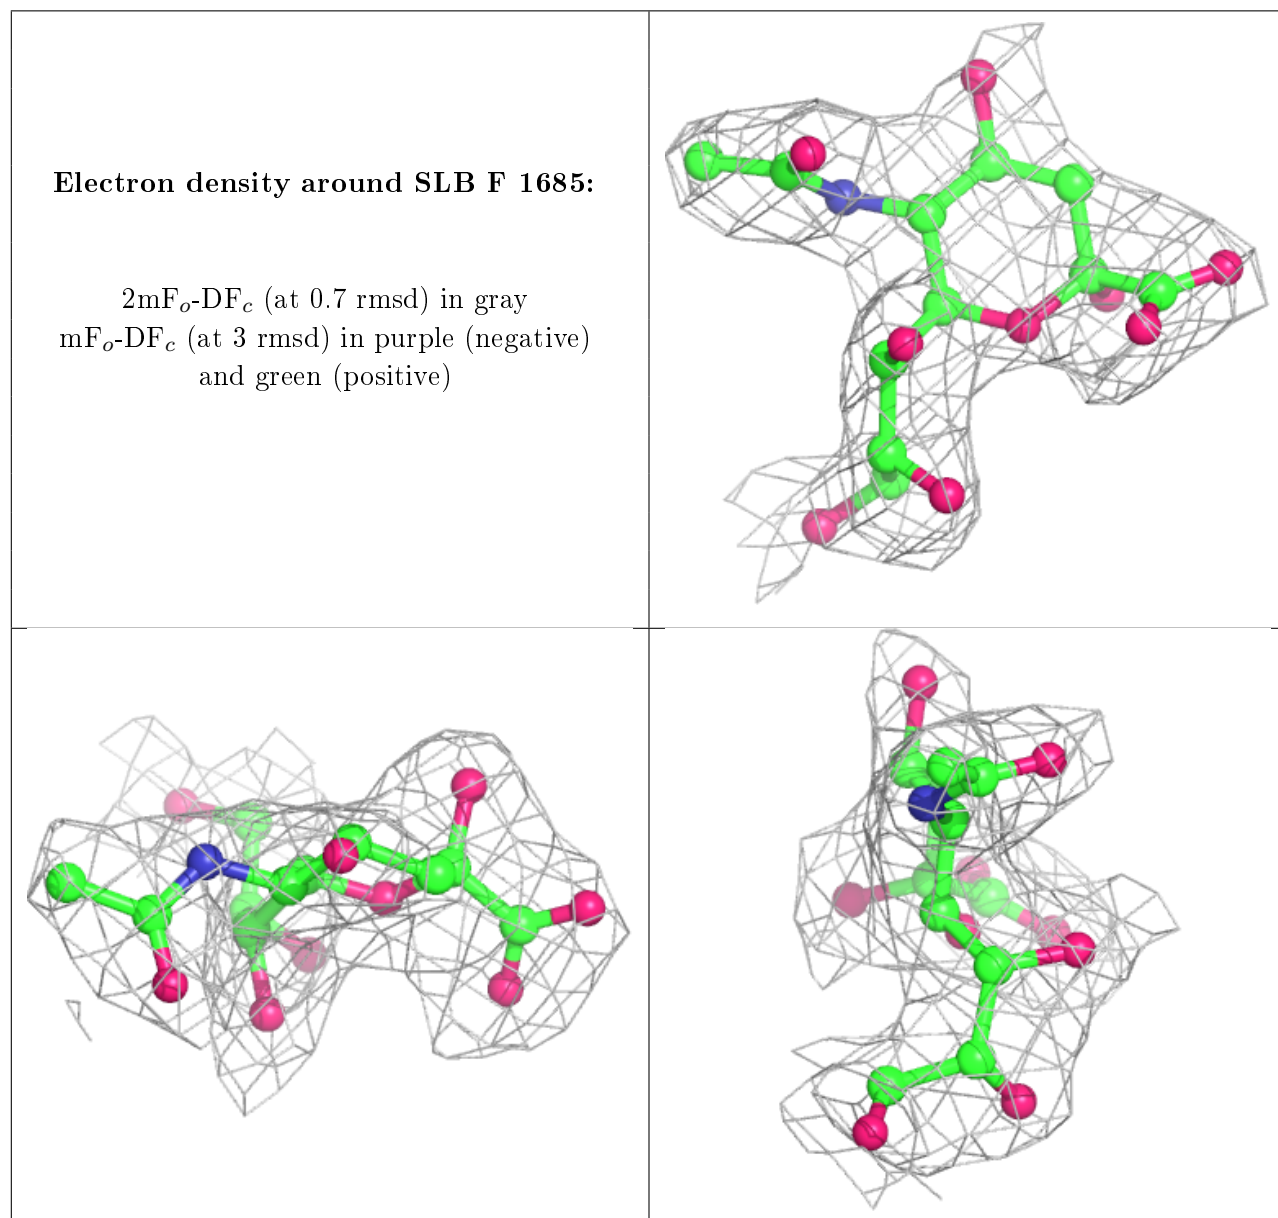 Electron density around SLB F 1685:
2mFₒ-DF𝒸 (at 0.7 rmsd) in gray
mFₒ-DF𝒸 (at 3 rmsd) in purple (negative)
and green (positive)